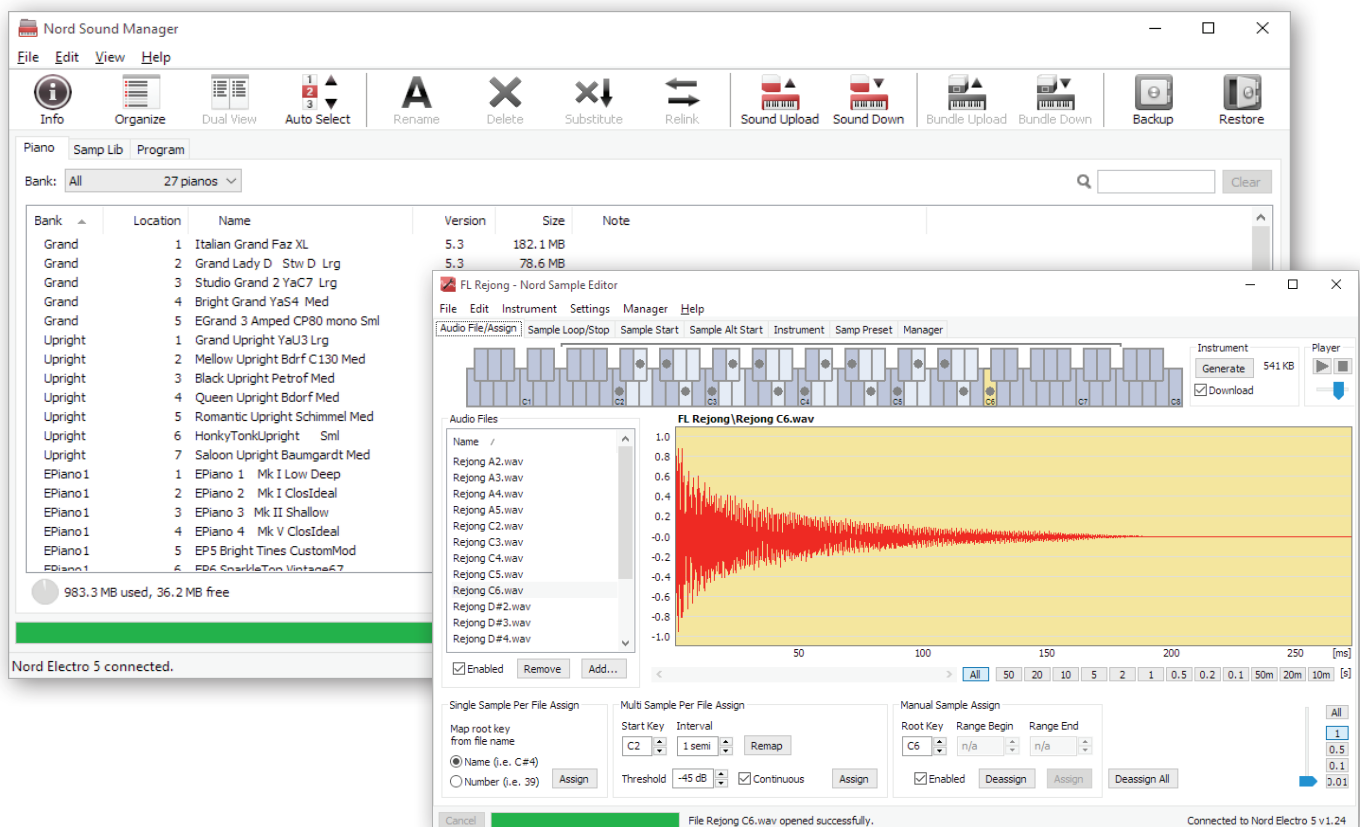 Nord Sound Manager
File Edit View Help
Info Organize Dual View Auto Select Rename Delete Substitute Relink Sound Upload Sound Down Bundle Upload Bundle Down Backup Restore
1
2
3
Piano Samp Lib Program
Bank: All 27 pianos Clear
Bank Location Name Version Size Note
Grand 1 Italian Grand Faz XL 5.3 182.1 MB
Grand 2 Grand Lady D Stw D Lrg 5.3 78.6 MB
Grand 3 Studio Grand 2 YaC7 Lrg
Grand 4 Bright Grand YaS4 Med
Grand 5 EGrand 3 Amped CP80 mono Sml
Upright 1 Grand Upright YaU3 Lrg
Upright 2 Mellow Upright Bdrf C130 Med
Upright 3 Black Upright Petrof Med
Upright 4 Queen Upright Bdorf Med
Upright 5 Romantic Upright Schimmel Med
Upright 6 HonkyTonkUpright Sml
Upright 7 Saloon Upright Baumgardt Med
EPiano1 1 EPiano 1 Mk I Low Deep
EPiano1 2 EPiano 2 Mk I ClosIdeal
EPiano1 3 EPiano 3 Mk II Shallow
EPiano1 4 EPiano 4 Mk V ClosIdeal
EPiano1 5 EP5 Bright Tines CustomMod
EPiano1 6 EP6 SparkleTop Vintage67
983.3 MB used, 36.2 MB free
Nord Electro 5 connected.
FL Rejong - Nord Sample Editor
File Edit Instrument Settings Manager Help
Audio File/Assign Sample Loop/Stop Sample Start Sample Alt Start Instrument Samp Preset Manager
C1 C2 C3 C4 C5 C6 C7 C8
Instrument
Generate 541 KB
Download
Player
Audio Files
Name /
Rejong A2.wav
Rejong A3.wav
Rejong A4.wav
Rejong A5.wav
Rejong C2.wav
Rejong C3.wav
Rejong C4.wav
Rejong C5.wav
Rejong C6.wav
Rejong D#2.wav
Rejong D#3.wav
Rejong D#4.wav
Enabled Remove Add...
FL Rejong\Rejong C6.wav
1.0
0.8
0.6
0.4
0.2
-0.0
-0.2
-0.4
-0.6
-0.8
-1.0
50 100 150 200 250 [ms]
All 50 20 10 5 2 1 0.5 0.2 0.1 50m 20m 10m [s]
Single Sample Per File Assign
Map root key
from file name
Name (i.e. C#4)
Number (i.e. 39) Assign
Multi Sample Per File Assign
Start Key Interval
C2 1 semi Remap
Threshold -45 dB Continuous Assign
Manual Sample Assign
Root Key Range Begin Range End
C6 n/a n/a
Enabled Deassign Assign Deassign All
All
1
0.5
0.1
0.01
Cancel File Rejong C6.wav opened successfully. Connected to Nord Electro 5 v1.24